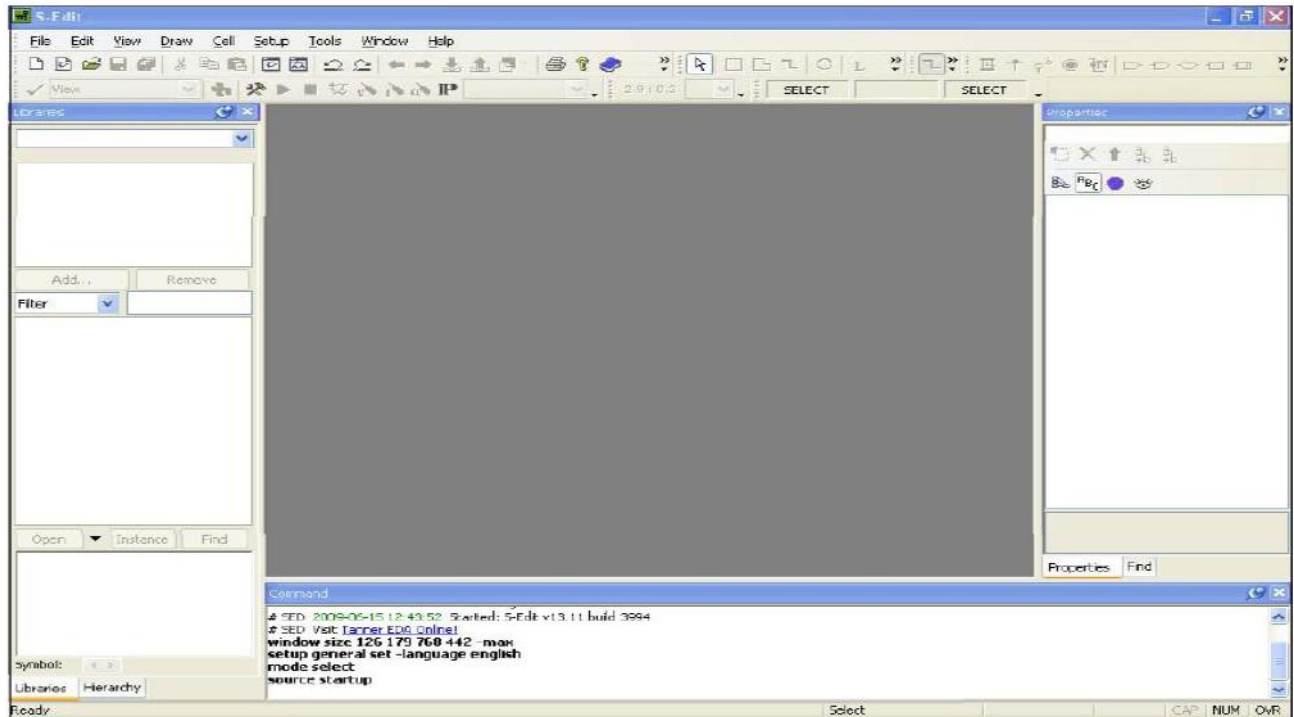 S-Edit
File Edit View Draw Cell Setup Tools Window Help
View
SELECT SELECT
Libraries
Properties
Add... Remove
Filter
Open Instance Find
Properties Find
Command
# SED 2009-06-15 12:43:52 Started: S-Edit v13.11 build 3994
# SED Visit Tanner EDA Online!
window size 126 179 768 442 -max
setup general set -language english
mode select
source startup
Symbol:
Libraries Hierarchy
Ready Select CAP NUM OVR